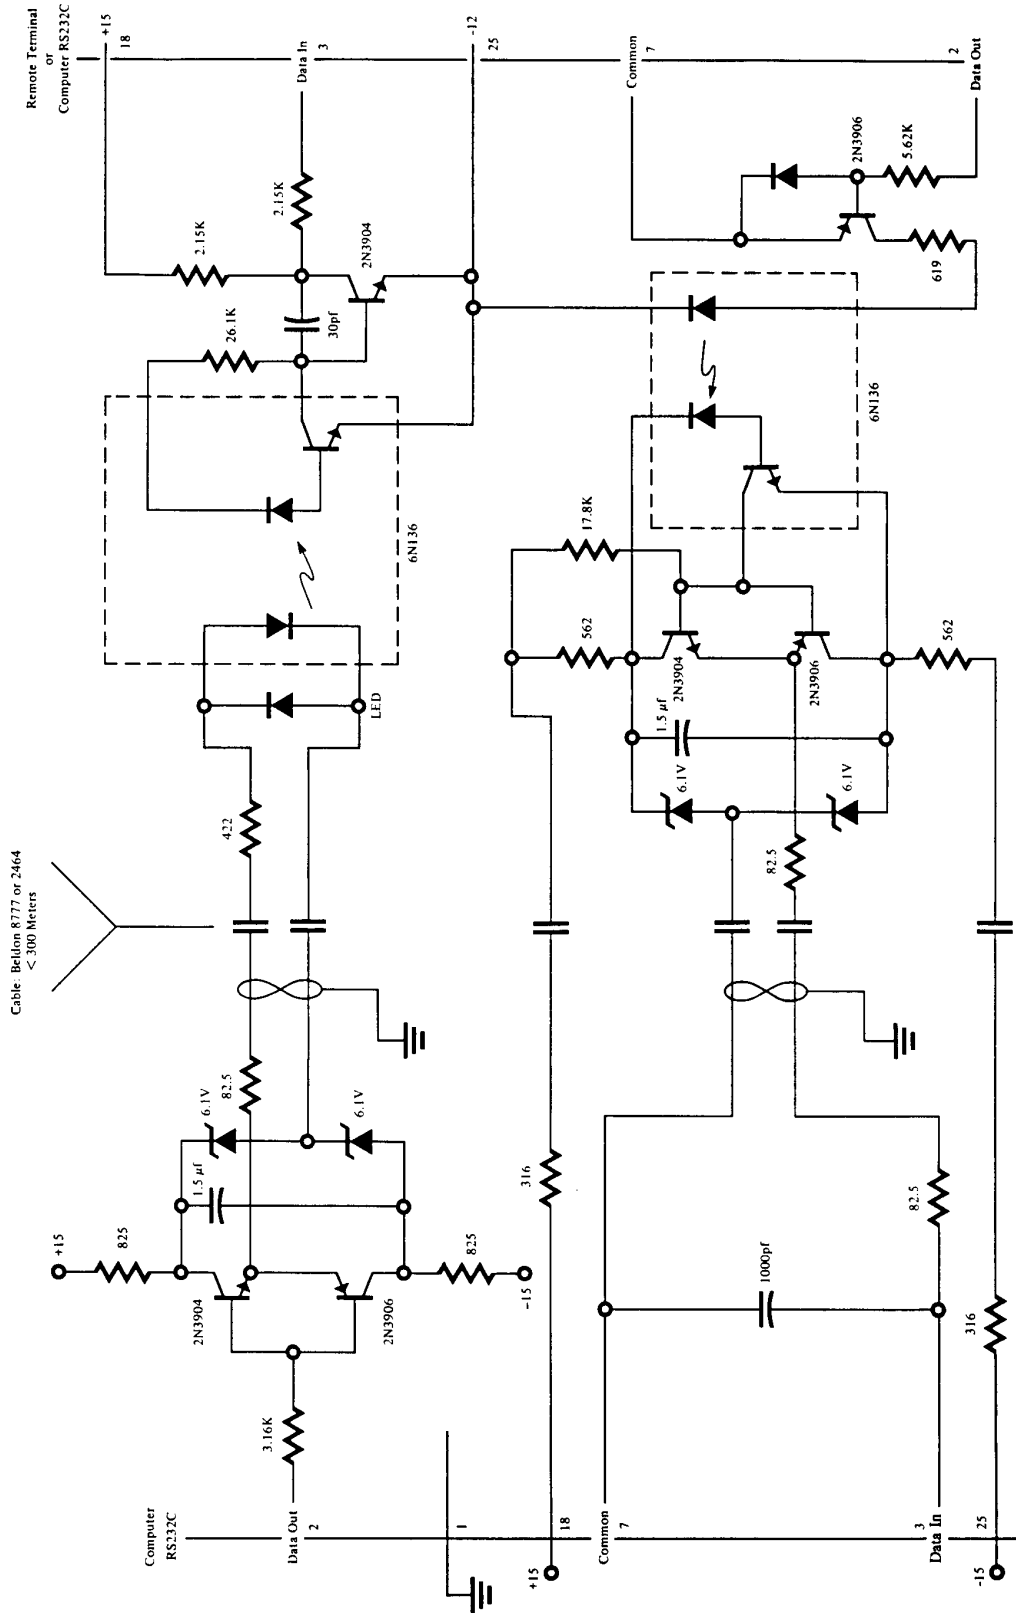 Remote Terminal
or
Computer RS232C
+15
18
Data In
3
-12
25
Common
7
Data Out
2
2.15K
2.15K
26.1K
30pf
2N3904
6N136
2N3906
5.62K
619
6N136
LED
422
Cable: Beldon 8777 or 2464
< 300 Meters
82.5
6.1V
6.1V
1.5 µf
+15
825
825
-15
2N3904
2N3906
3.16K
Computer
RS232C
Data Out
2
1
17.8K
562
2N3904
2N3906
562
1.5 µf
6.1V
6.1V
82.5
316
82.5
1000pf
316
+15
18
Common
7
Data In
3
25
-15